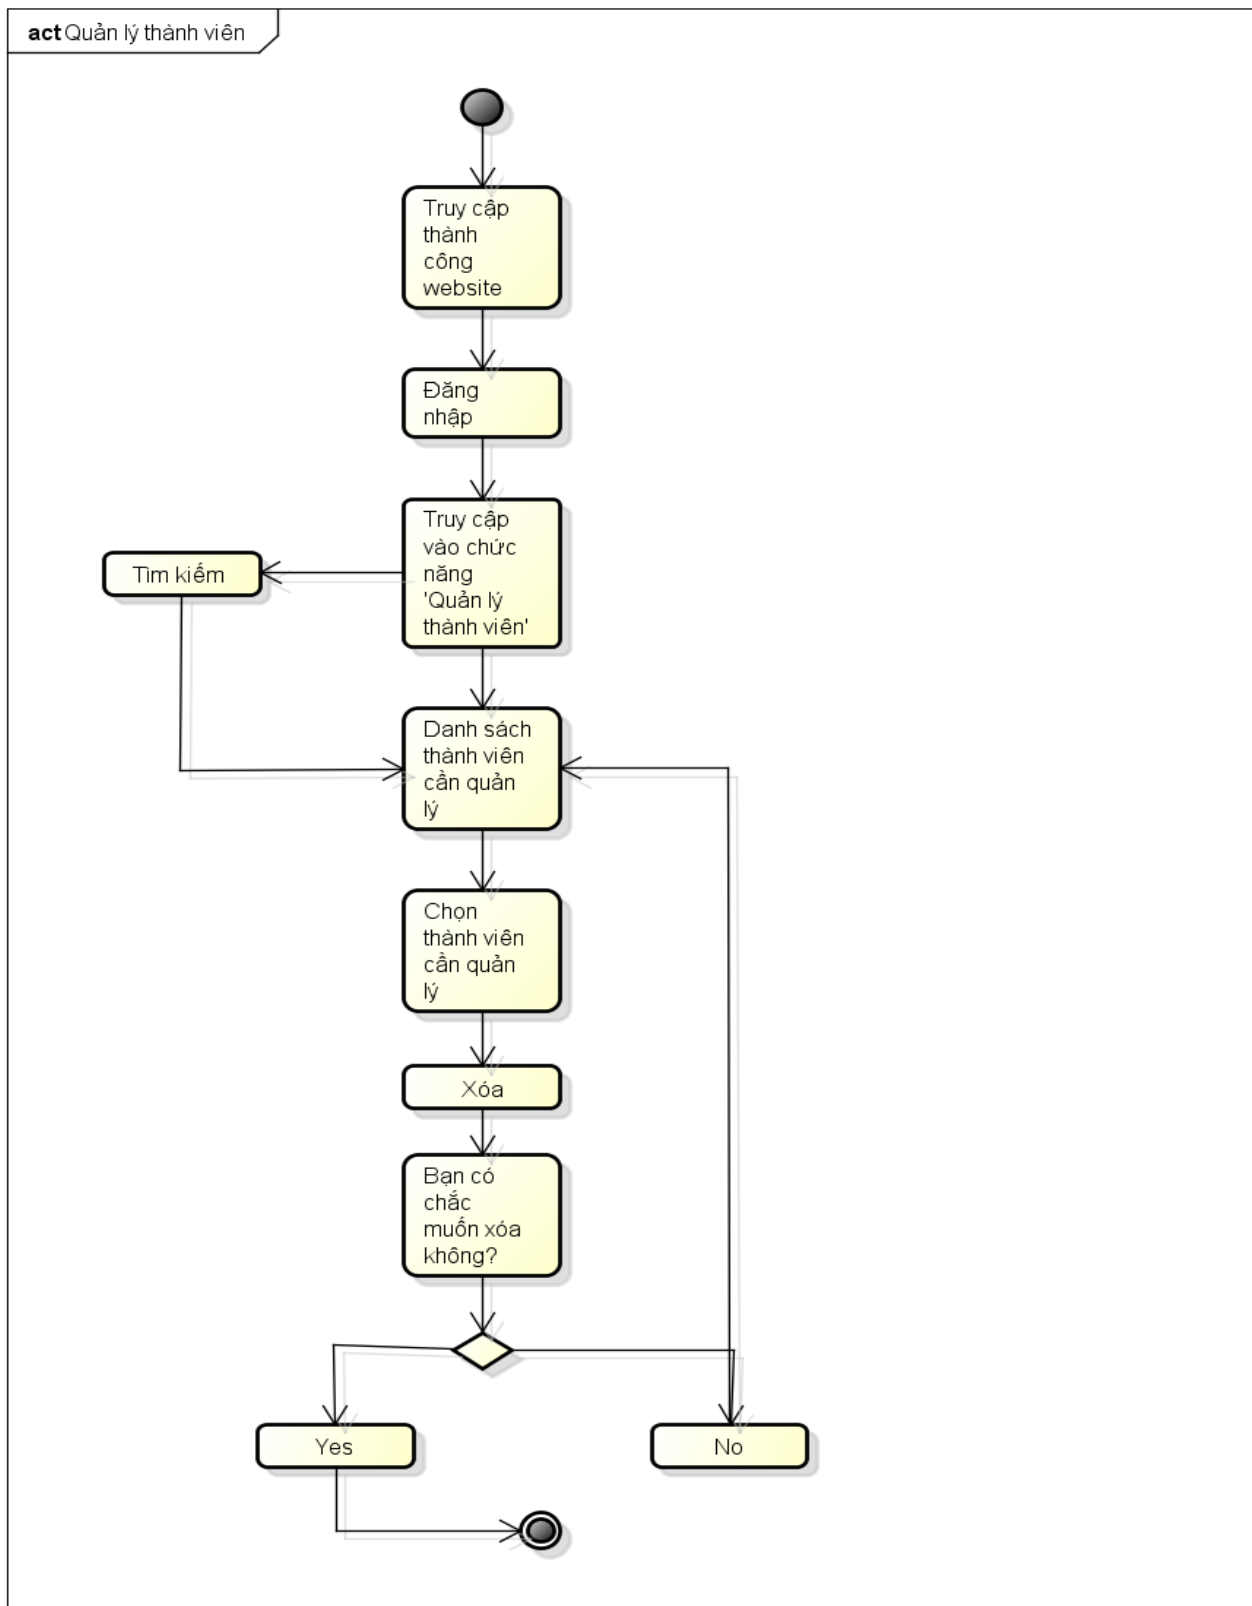 act Quản lý thành viên
Truy cập
thành
công
website
Đăng
nhập
Truy cập
vào chức
năng
'Quản lý
thành viên'
Tìm kiếm
Danh sách
thành viên
cần quản
lý
Chọn
thành viên
cần quản
lý
Xóa
Bạn có
chắc
muốn xóa
không?
Yes
No